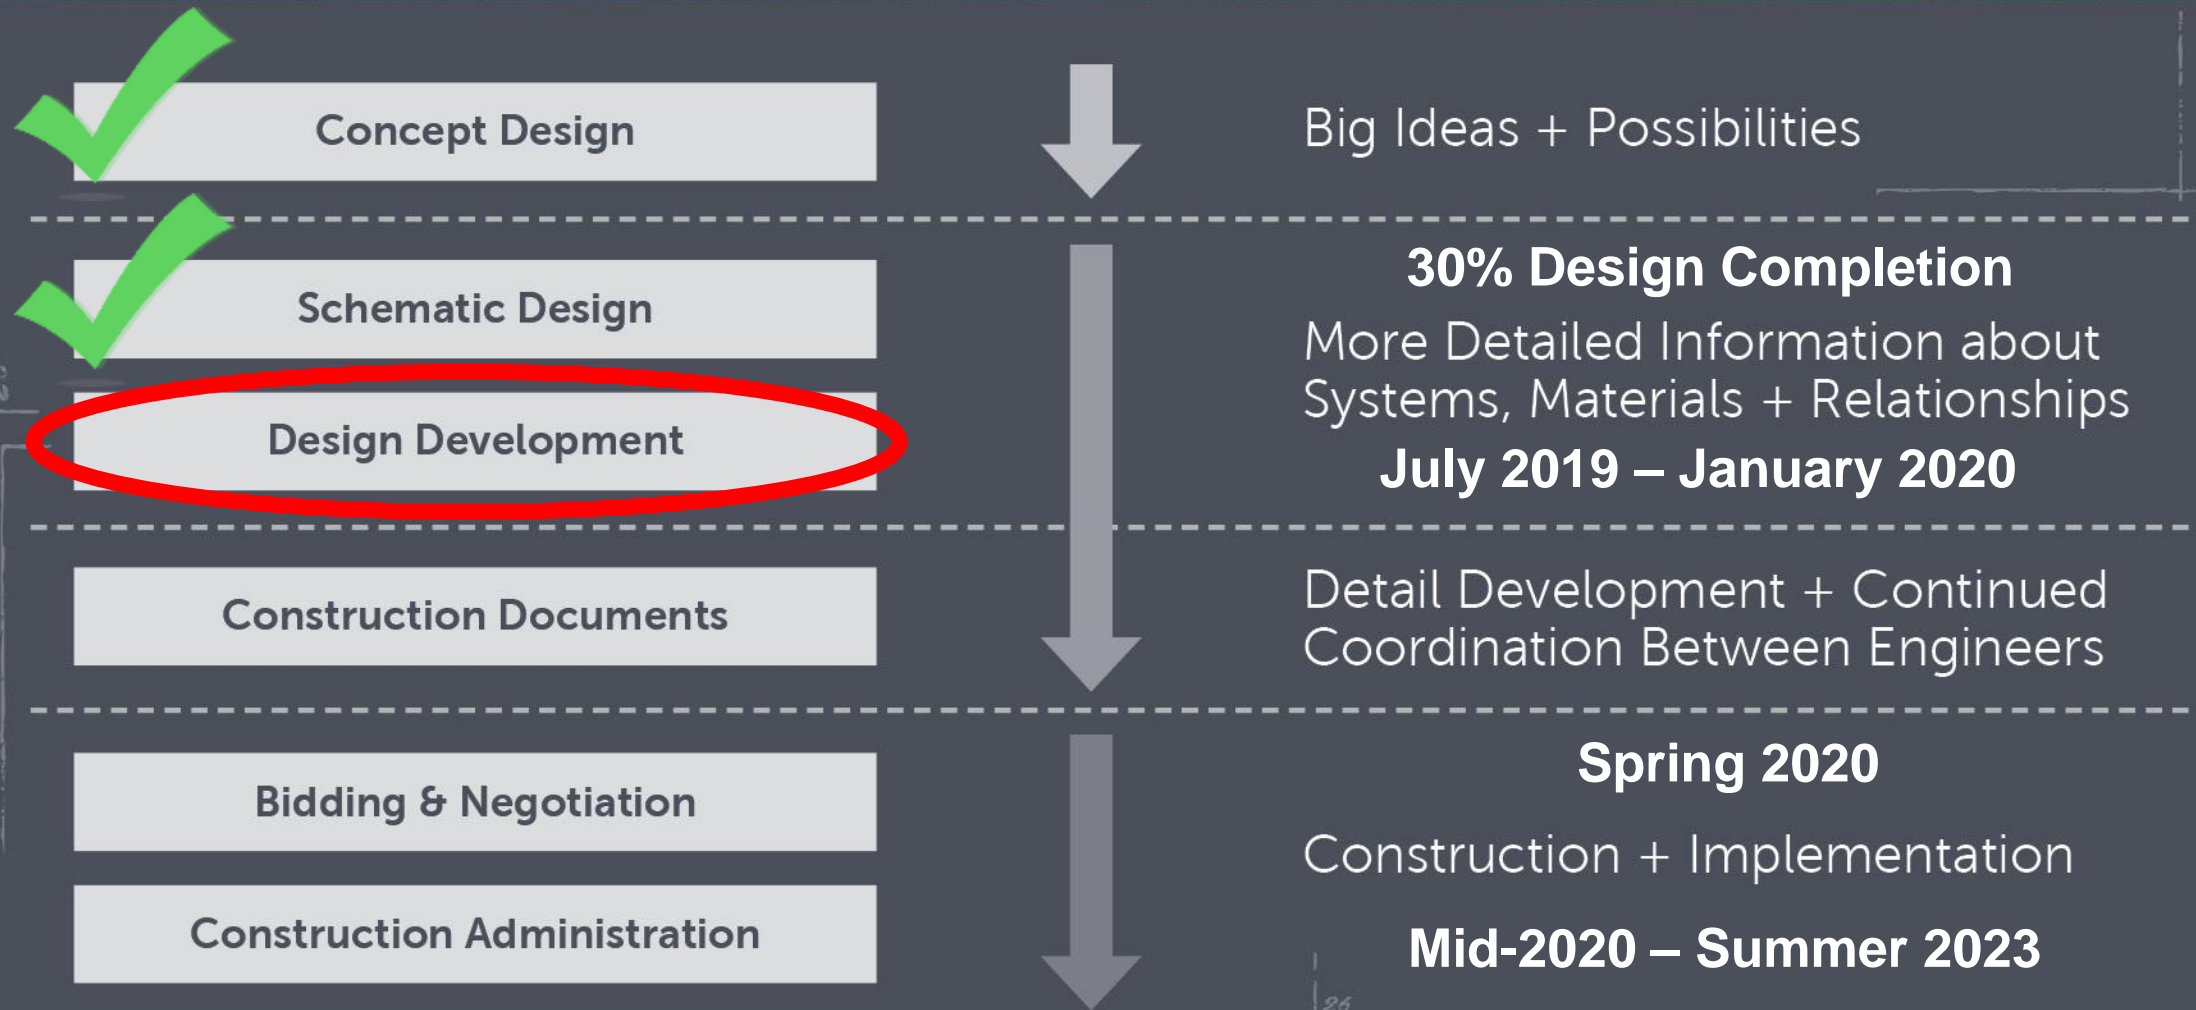 Concept Design
Big Ideas + Possibilities
30% Design Completion
Schematic Design
More Detailed Information about
Systems, Materials + Relationships
Design Development
July 2019 – January 2020
Construction Documents
Detail Development + Continued
Coordination Between Engineers
Spring 2020
Bidding & Negotiation
Construction + Implementation
Construction Administration
Mid-2020 – Summer 2023
26